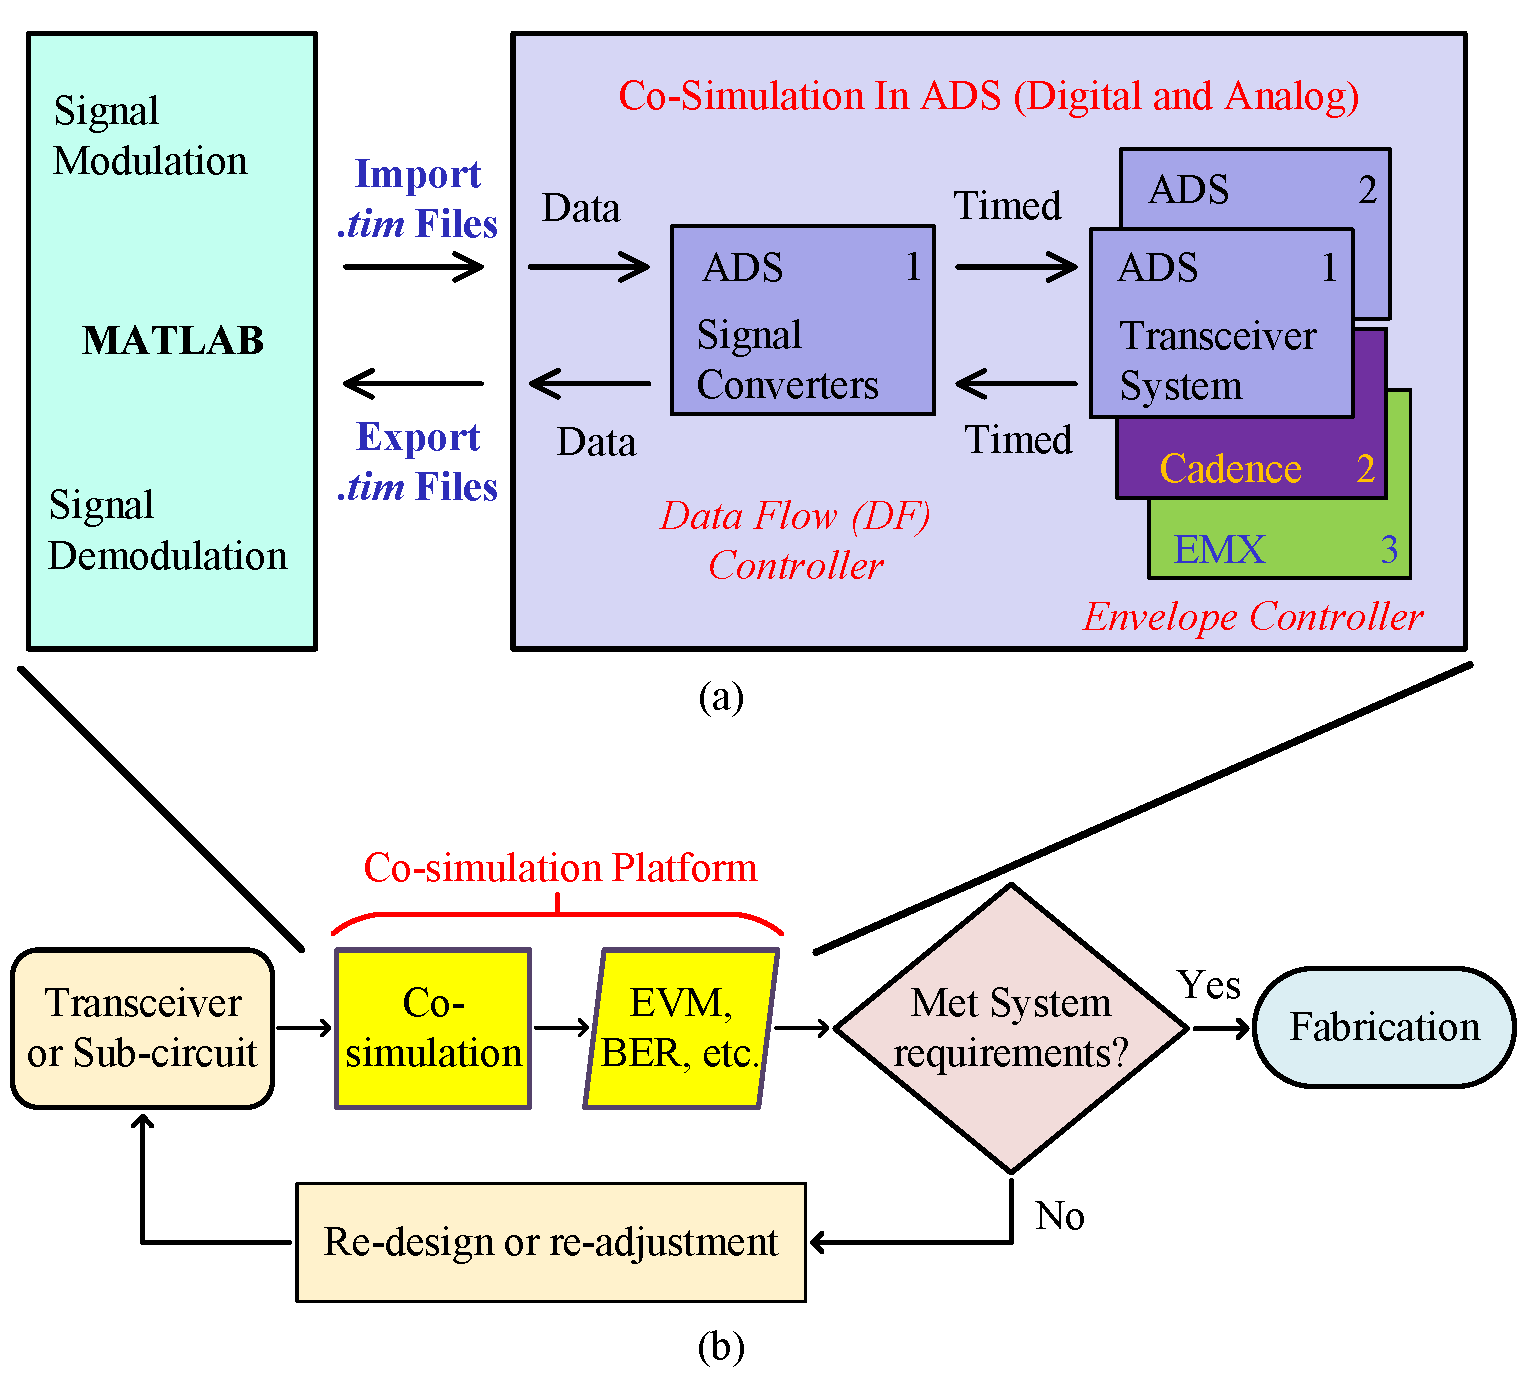 Signal
Modulation
MATLAB
Signal
Demodulation
Import
.tim Files
Export
.tim Files
Co-Simulation In ADS (Digital and Analog)
Data
Data
ADS 1
Signal
Converters
Data Flow (DF)
Controller
Timed
Timed
ADS 2
ADS 1
Transceiver
System
Cadence 2
EMX 3
Envelope Controller
(a)
Co-simulation Platform
Transceiver
or Sub-circuit
Co-
simulation
EVM,
BER, etc.
Met System
requirements?
Yes
Fabrication
No
Re-design or re-adjustment
(b)